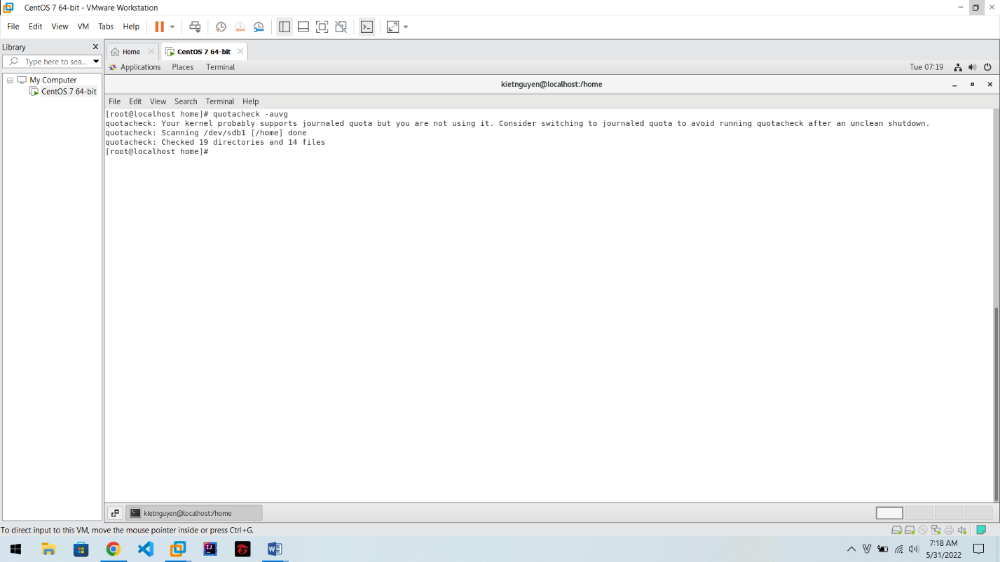 CentOS 7 64-bit - VMware Workstation
File Edit View VM Tabs Help
Library
Type here to sea...
My Computer
CentOS 7 64-bit
Home
CentOS 7 64-bit
Applications Places Terminal
Tue 07:19
kietnguyen@localhost:/home
File Edit View Search Terminal Help
[root@localhost home]# quotacheck -auvg
quotacheck: Your kernel probably supports journaled quota but you are not using it. Consider switching to journaled quota to avoid running quotacheck after an unclean shutdown.
quotacheck: Scanning /dev/sdb1 [/home] done
quotacheck: Checked 19 directories and 14 files
[root@localhost home]#
kietnguyen@localhost:/home
To direct input to this VM, move the mouse pointer inside or press Ctrl+G.
7:18 AM
5/31/2022